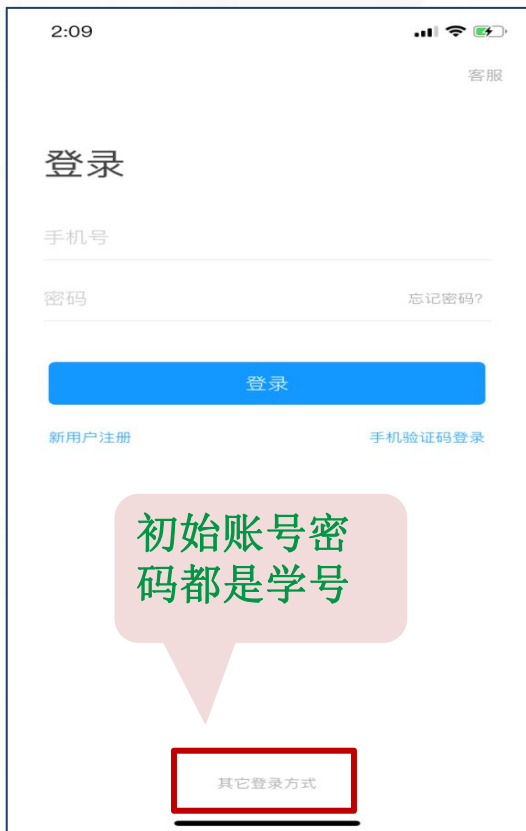 2:09
客服
登录
手机号
密码 忘记密码?
登录
新用户注册 手机验证码登录
初始账号密
码都是学号
其它登录方式